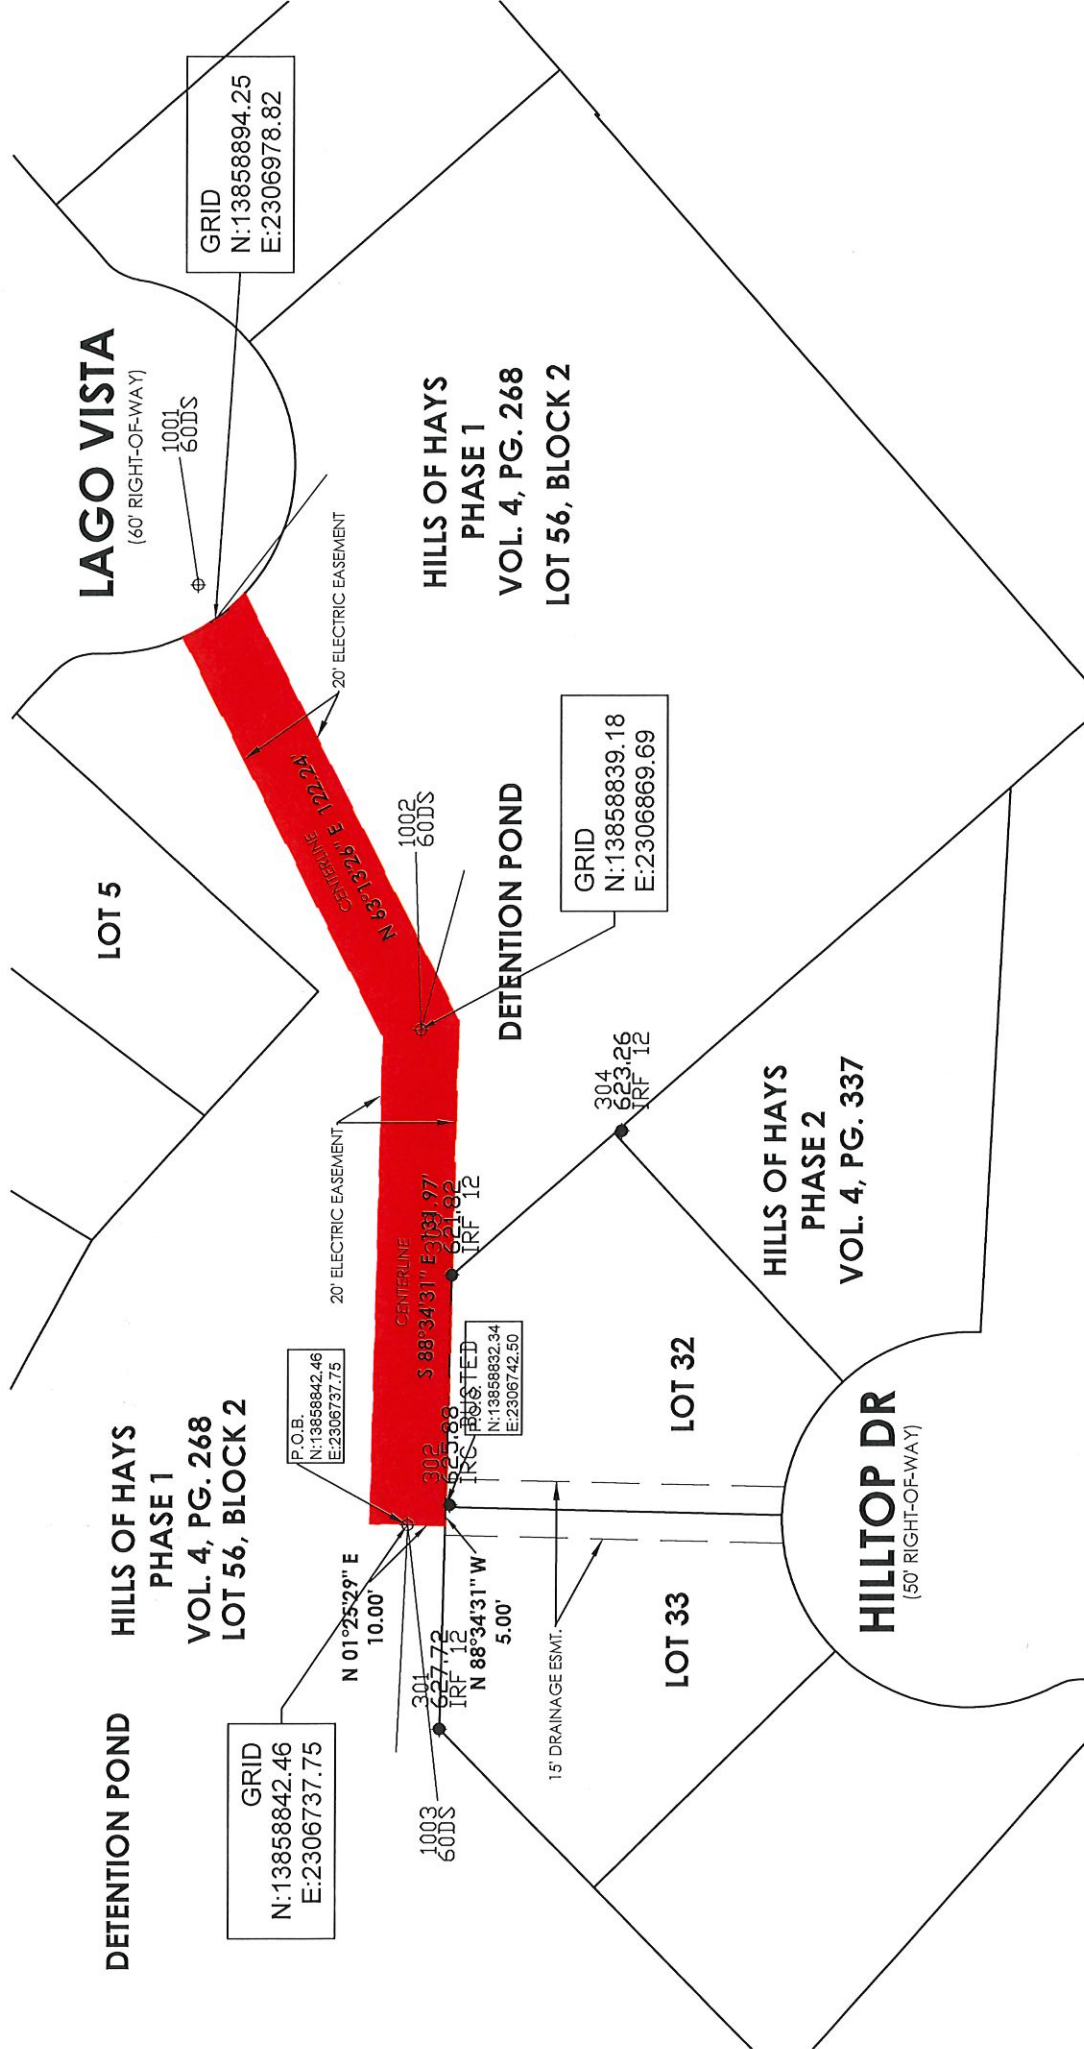 DETENTION POND
HILLS OF HAYS
PHASE 1
VOL. 4, PG. 268
LOT 56, BLOCK 2
LOT 5
LAGO VISTA
(60' RIGHT-OF-WAY)
1001
60DS
GRID
N:13858894.25
E:2306978.82
GRID
N:13858842.46
E:2306737.75
P.O.B.
N:13858842.46
E:2306737.75
N 01°25'29" E
10.00'
20' ELECTRIC EASEMENT
CENTERLINE
S 88°34'31" E 131.97'
CENTERLINE
N 63°13'26" E 122.24'
20' ELECTRIC EASEMENT
1002
60DS
1003
60DS
301
627.72
IRF 12
N 88°34'31" W
5.00'
302
625.88
IRC BUSTED
N:13858832.34
E:2306742.50
621.82
IRF 12
HILLS OF HAYS
PHASE 1
VOL. 4, PG. 268
LOT 56, BLOCK 2
DETENTION POND
GRID
N:13858839.18
E:2306869.69
304
623.26
IRF 12
15' DRAINAGE ESMT.
LOT 33
LOT 32
HILLS OF HAYS
PHASE 2
VOL. 4, PG. 337
HILLTOP DR
(50' RIGHT-OF-WAY)